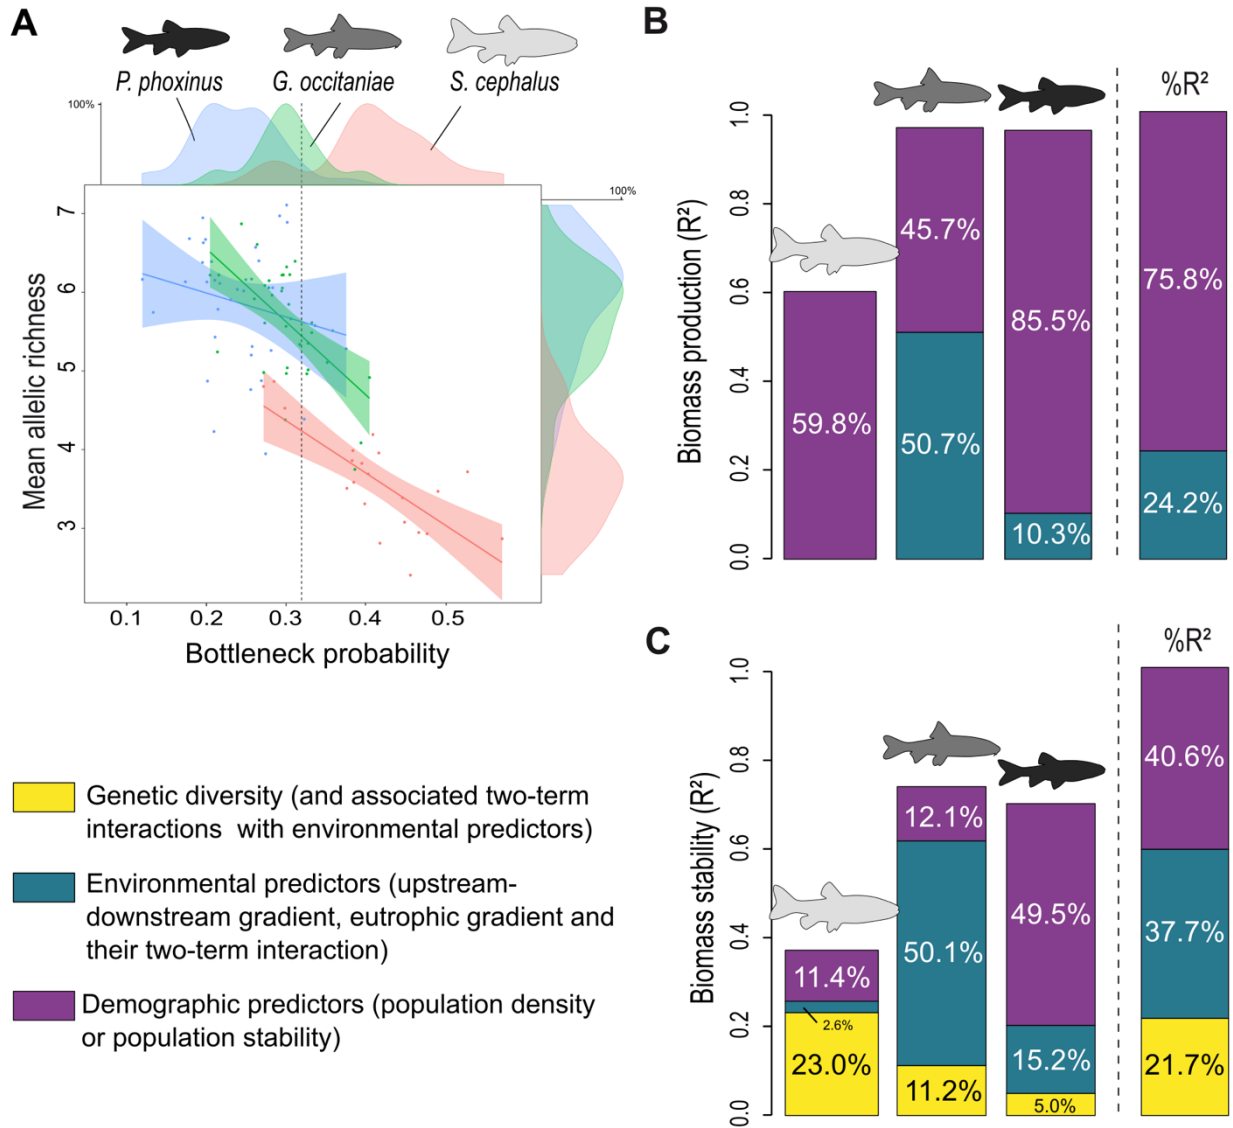 A
P. phoxinus
G. occitaniae
S. cephalus
100%
100%
Mean allelic richness
7
6
5
4
3
0.1
0.2
0.3
0.4
0.5
Bottleneck probability
B
%R²
Biomass production (R²)
1.0
0.8
0.6
0.4
0.2
0.0
59.8%
45.7%
50.7%
85.5%
10.3%
75.8%
24.2%
C
%R²
Biomass stability (R²)
1.0
0.8
0.6
0.4
0.2
0.0
11.4%
2.6%
23.0%
12.1%
50.1%
11.2%
49.5%
15.2%
5.0%
40.6%
37.7%
21.7%
Genetic diversity (and associated two-term
interactions with environmental predictors)
Environmental predictors (upstream-
downstream gradient, eutrophic gradient and
their two-term interaction)
Demographic predictors (population density
or population stability)